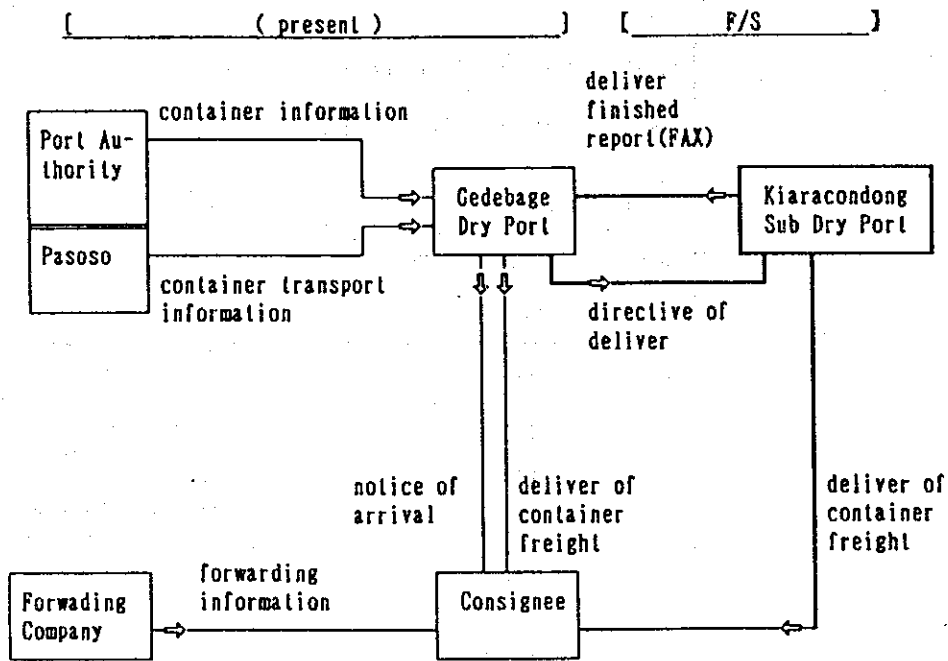 [ ( present ) ] [ F/S ]
deliver
finished
report(FAX)
container information
Port Au-
thority
Gedebage
Dry Port
Kiaracondong
Sub Dry Port
Pasoso
container transport
information
directive of
deliver
notice of
arrival
deliver of
container
freight
deliver of
container
freight
forwarding
information
Forwading
Company
Consignee